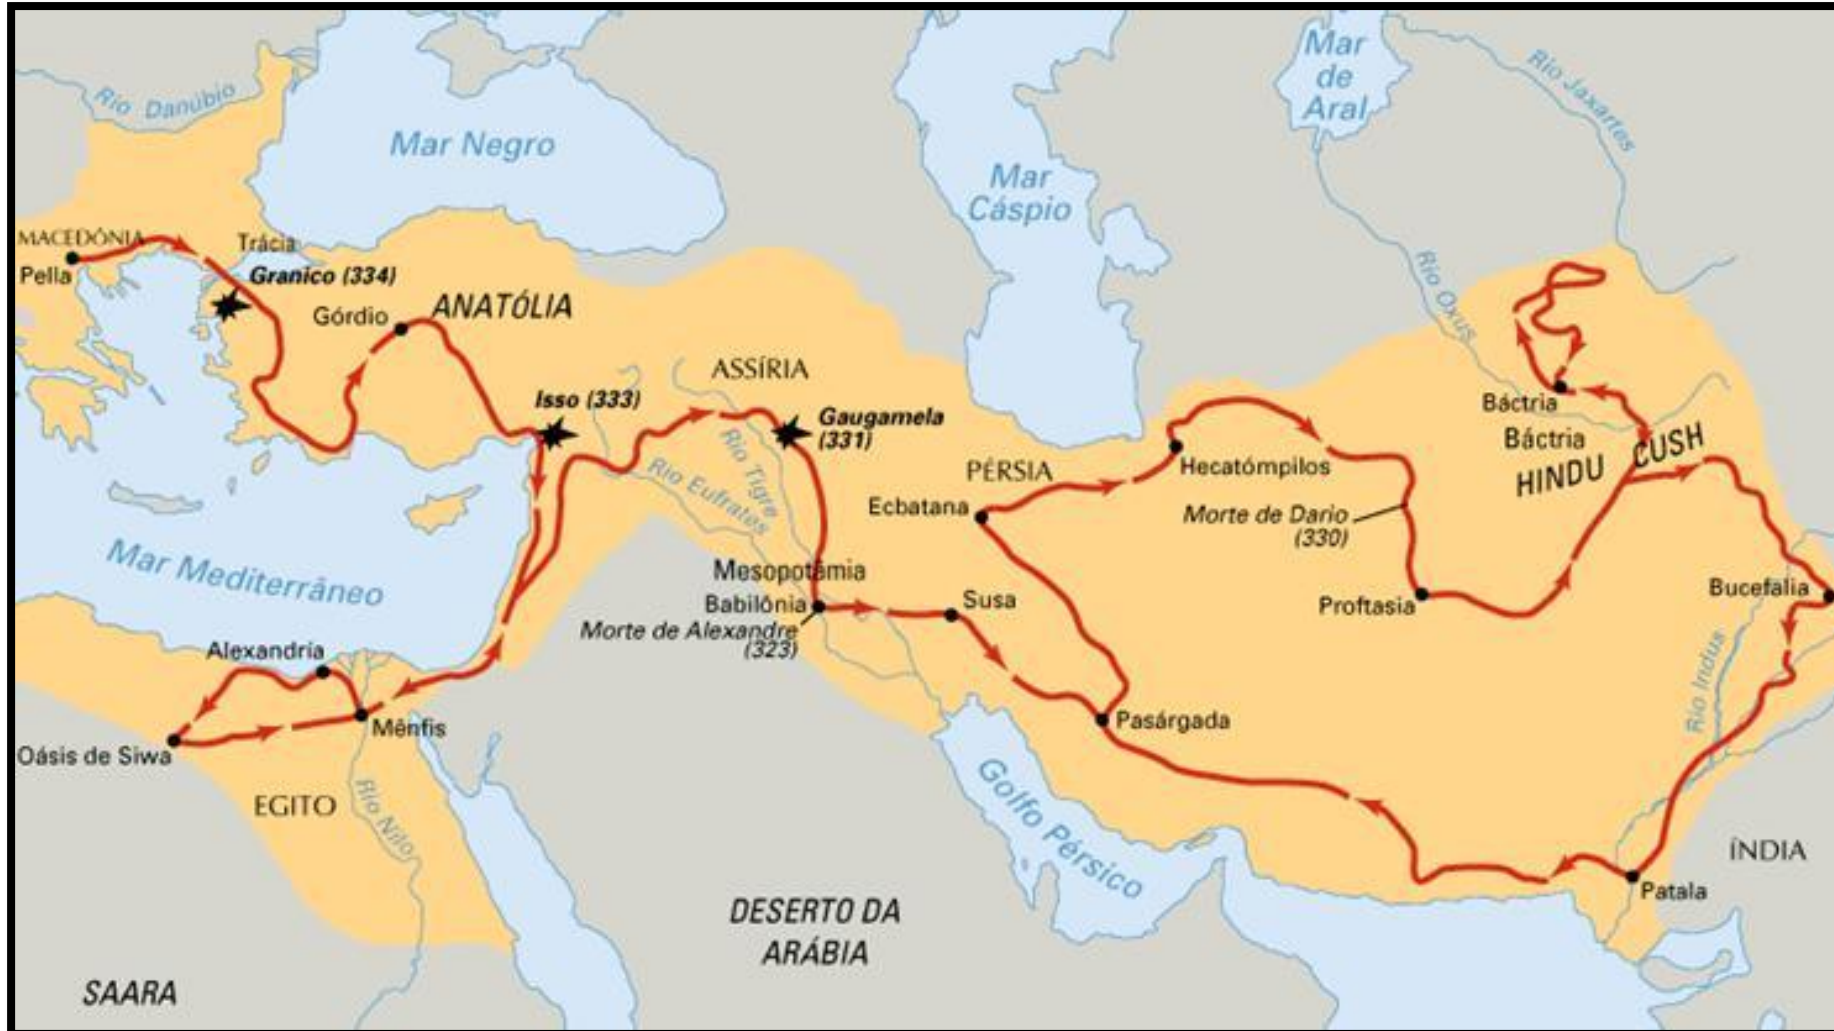 Rio Danúbio
Mar Negro
Mar
Cáspio
Mar
de
Aral
Rio Jaxartes
MACEDÔNIA
Pella
Trácia
Granico (334)
Górdio
ANATÓLIA
Isso (333)
ASSÍRIA
Gaugamela
(331)
Rio Tigre
Rio Eufrates
PÉRSIA
Ecbatana
Hecatómpilos
Morte de Dario
(330)
Proftasia
Rio Oxus
Báctria
Báctria
HINDU CUSH
Mar Mediterrâneo
Mesopotâmia
Babilônia
Morte de Alexandre
(323)
Susa
Bucefália
Rio Indus
Alexandria
Mênfis
Oásis de Siwa
Pasárgada
EGITO
Rio Nilo
Golfo Pérsico
ÍNDIA
Patala
DESERTO DA
ARÁBIA
SAARA